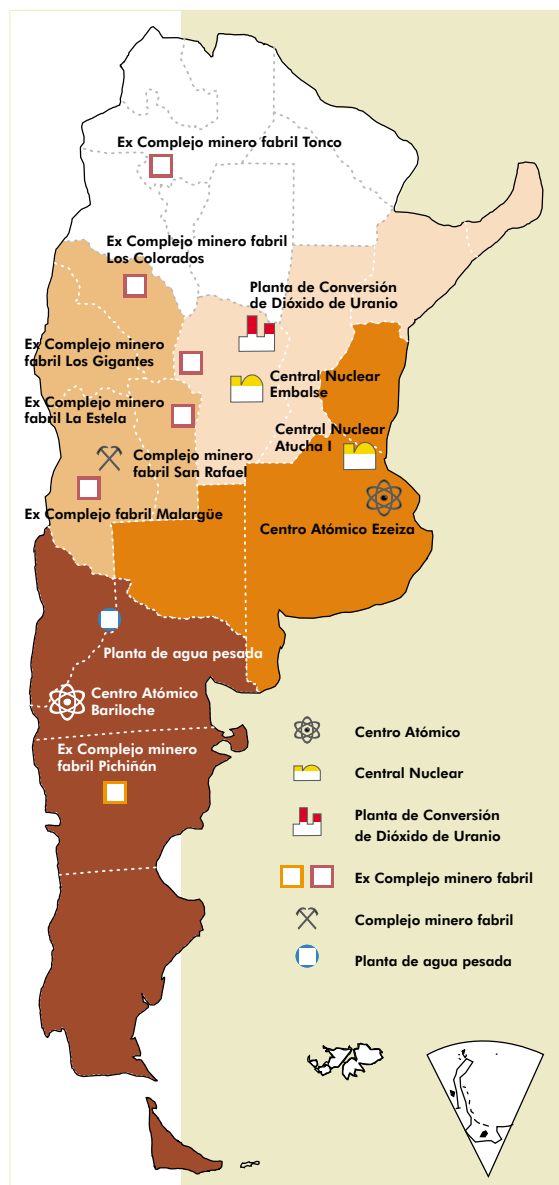 Ex Complejo minero fabril Tonco
Ex Complejo minero fabril
Los Colorados
Planta de Conversión
de Dióxido de Uranio
Ex Complejo minero
fabril Los Gigantes
Central Nuclear
Embalse
Ex Complejo minero
fabril La Estela
Central Nuclear
Atucha I
Complejo minero
fabril San Rafael
Ex Complejo fabril Malargüe
Centro Atómico Ezeiza
Planta de agua pesada
Centro Atómico
Bariloche
Ex Complejo minero
fabril Pichiñán
Centro Atómico
Central Nuclear
Planta de Conversión
de Dióxido de Uranio
Ex Complejo minero fabril
Complejo minero fabril
Planta de agua pesada